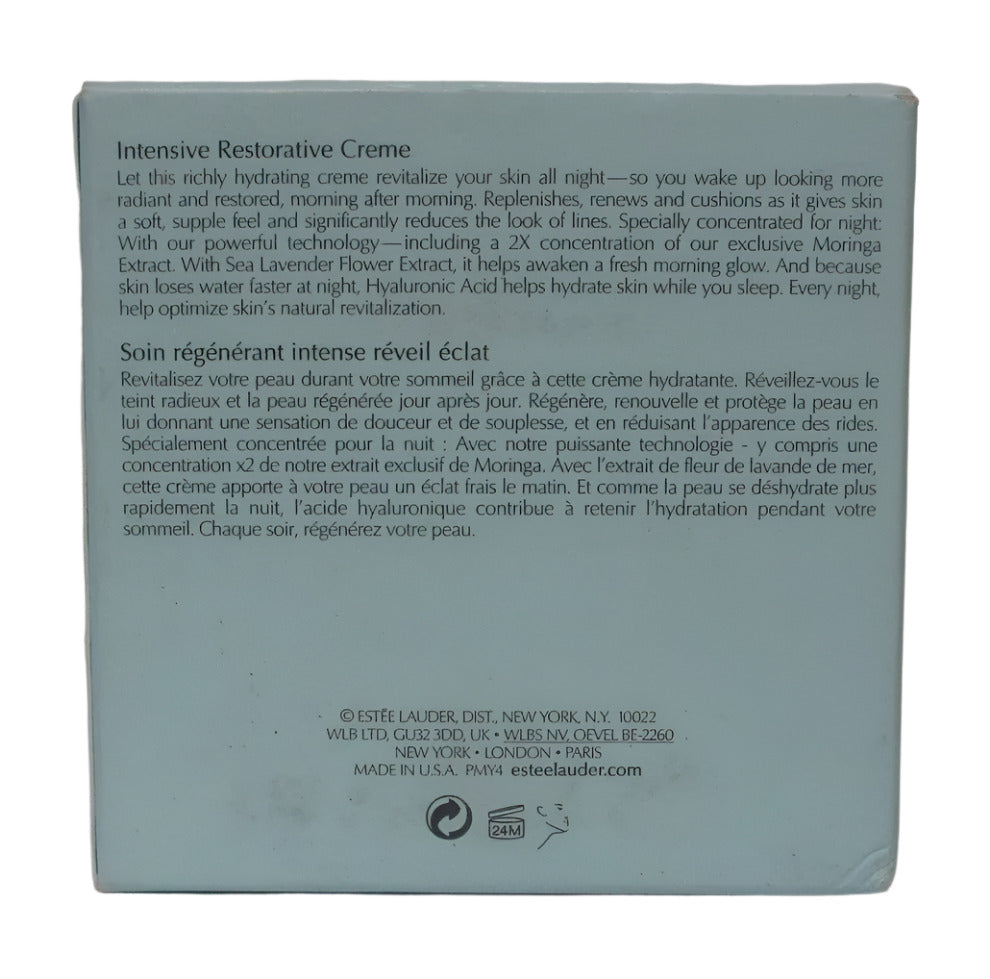 Intensive Restorative Creme
Let this richly hydrating creme revitalize your skin all night—so you wake up looking more
radiant and restored, morning after morning. Replenishes, renews and cushions as it gives skin
a soft, supple feel and significantly reduces the look of lines. Specially concentrated for night:
With our powerful technology—including a 2X concentration of our exclusive Moringa
Extract. With Sea Lavender Flower Extract, it helps awaken a fresh morning glow. And because
skin loses water faster at night, Hyaluronic Acid helps hydrate skin while you sleep. Every night,
help optimize skin's natural revitalization.
Soin régénérant intense réveil éclat
Revitalisez votre peau durant votre sommeil grâce à cette crème hydratante. Réveillez-vous le
teint radieux et la peau régénérée jour après jour. Régénère, renouvelle et protège la peau en
lui donnant une sensation de douceur et de souplesse, et en réduisant l'apparence des rides.
Spécialement concentrée pour la nuit : Avec notre puissante technologie - y compris une
concentration x2 de notre extrait exclusif de Moringa. Avec l'extrait de fleur de lavande de mer,
cette crème apporte à votre peau un éclat frais le matin. Et comme la peau se déshydrate plus
rapidement la nuit, l'acide hyaluronique contribue à retenir l'hydratation pendant votre
sommeil. Chaque soir, régénérez votre peau.
© ESTĒE LAUDER, DIST., NEW YORK, N.Y. 10022
WLB LTD, GU32 3DD, UK • WLBS NV, OEVEL BE-2260
NEW YORK • LONDON • PARIS
MADE IN U.S.A. PMY4 esteelauder.com
24M